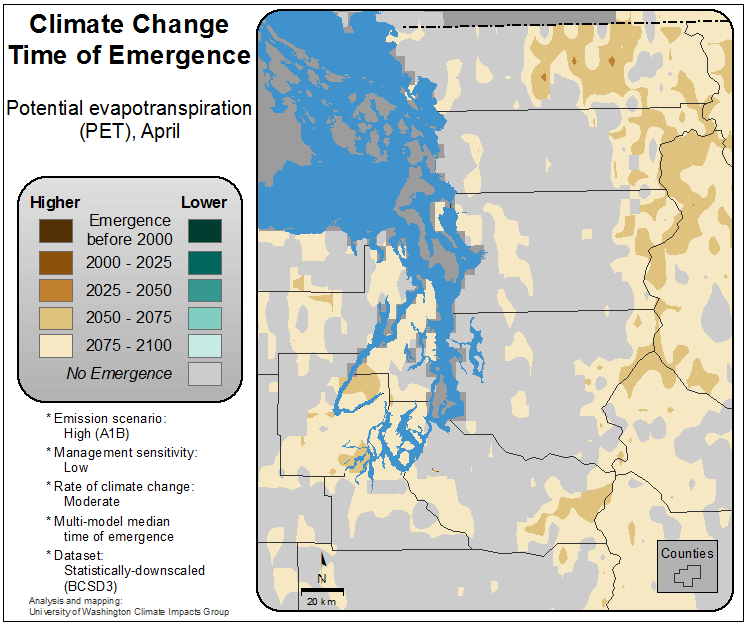 Climate Change
Time of Emergence
Potential evapotranspiration
(PET), April
Higher
Lower
Emergence
before 2000
2000 - 2025
2025 - 2050
2050 - 2075
2075 - 2100
No Emergence
* Emission scenario:
High (A1B)
* Management sensitivity:
Low
* Rate of climate change:
Moderate
* Multi-model median
time of emergence
* Dataset:
Statistically-downscaled
(BCSD3)
Analysis and mapping:
University of Washington Climate Impacts Group
N
20 km
Counties